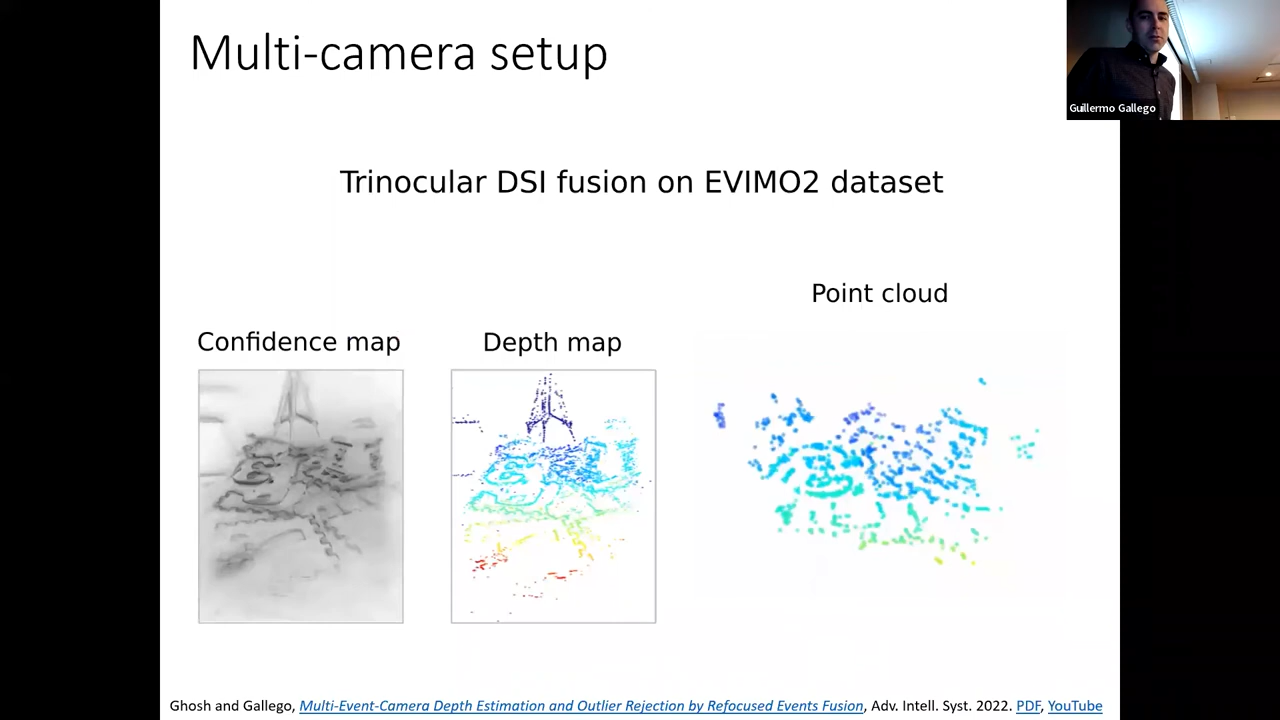 Multi-camera setup
Guillermo Gallego
Trinocular DSI fusion on EVIMO2 dataset
Point cloud
Confidence map
Depth map
Ghosh and Gallego, Multi-Event-Camera Depth Estimation and Outlier Rejection by Refocused Events Fusion, Adv. Intell. Syst. 2022. PDF, YouTube